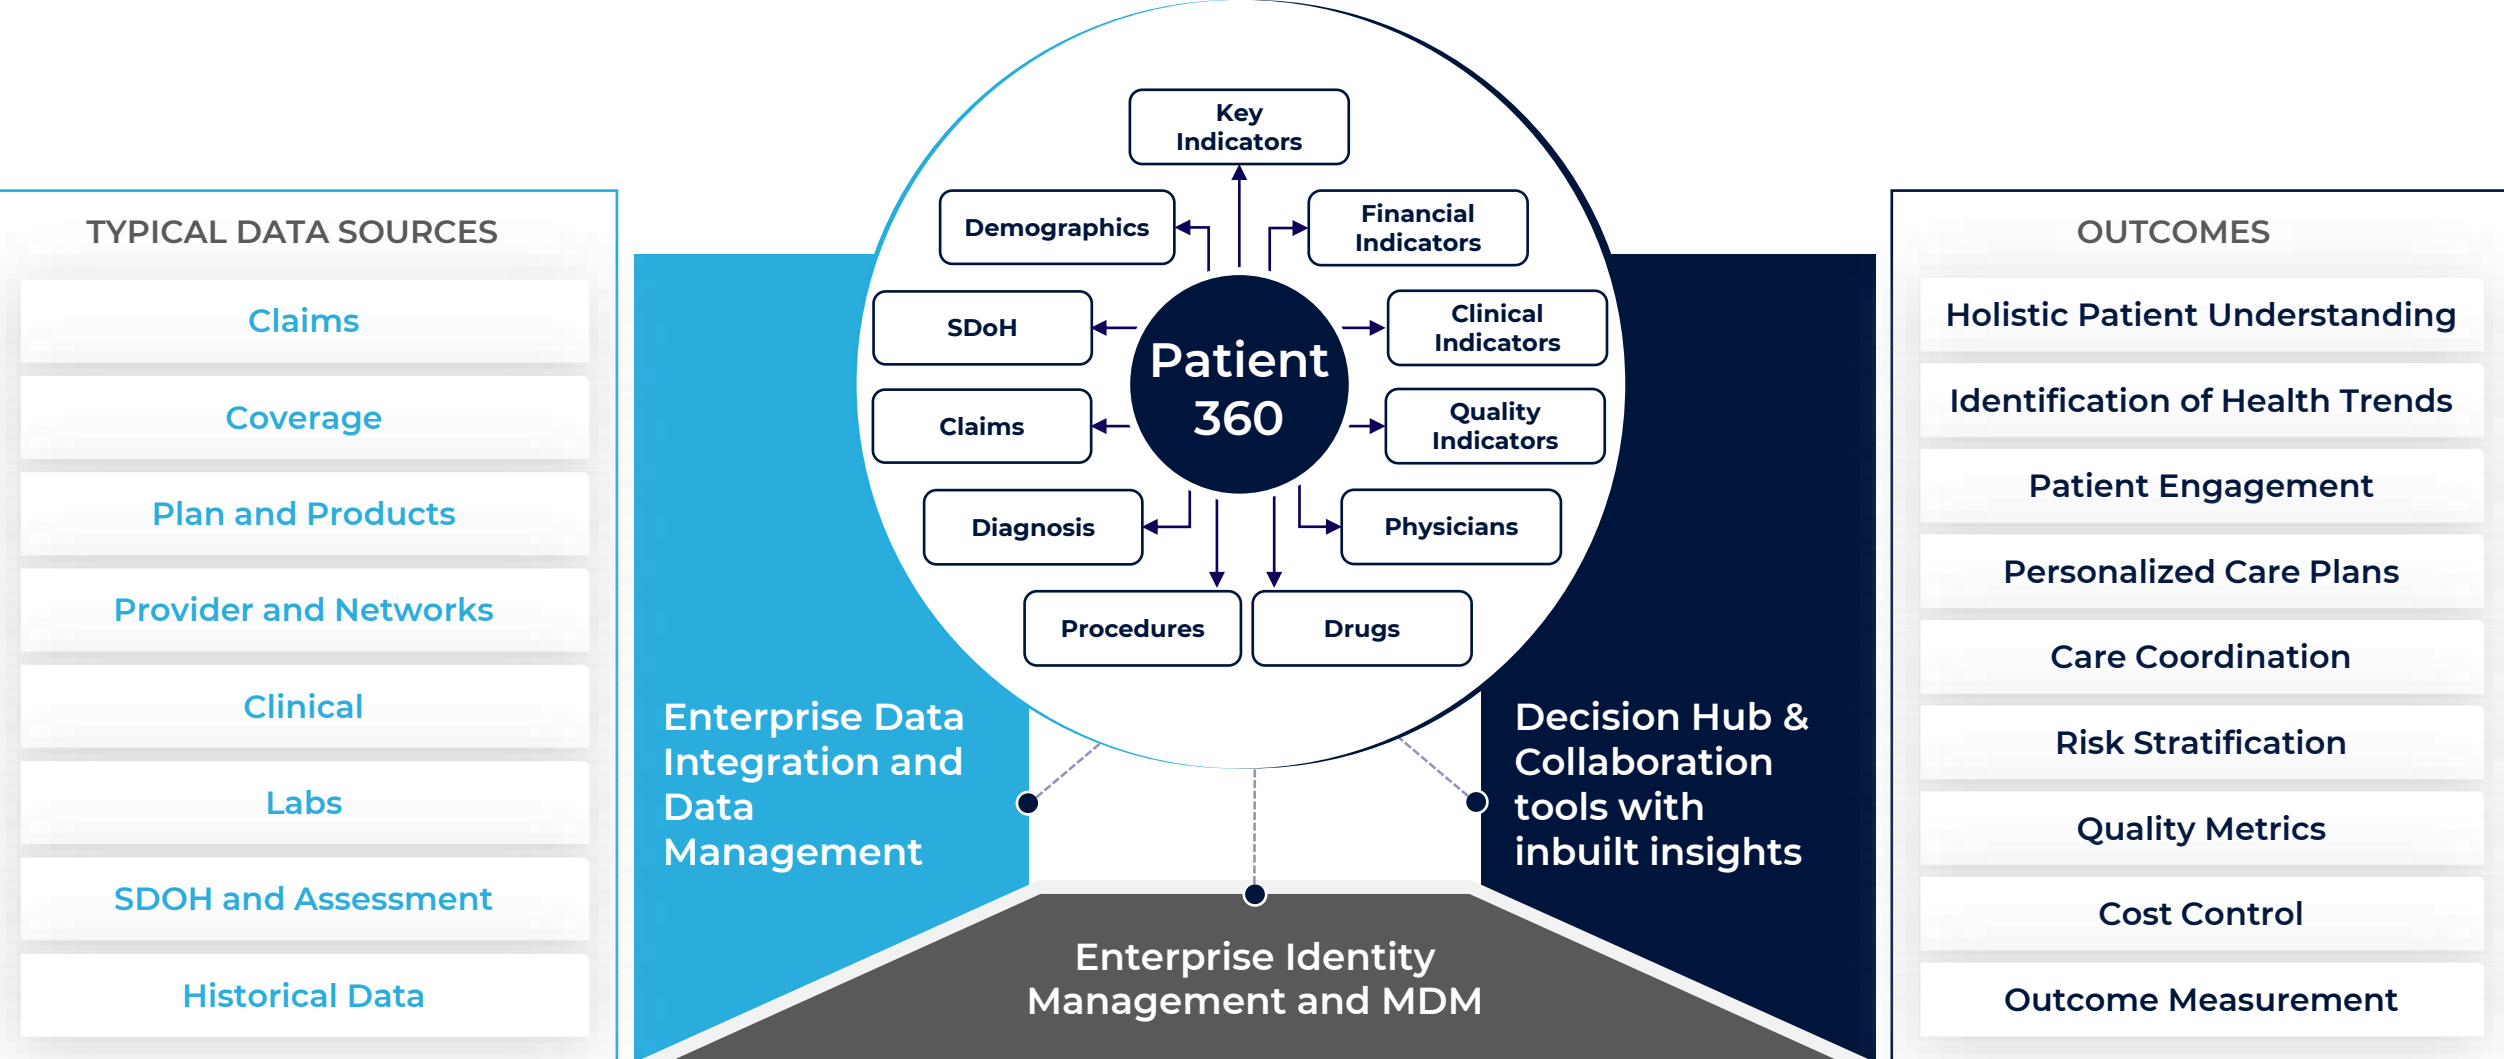 TYPICAL DATA SOURCES
Claims
Coverage
Plan and Products
Provider and Networks
Clinical
Labs
SDOH and Assessment
Historical Data
Key
Indicators
Demographics
Financial
Indicators
SDoH
Clinical
Indicators
Patient
360
Claims
Quality
Indicators
Diagnosis
Physicians
Procedures
Drugs
Enterprise Data
Integration and
Data
Management
Decision Hub &
Collaboration
tools with
inbuilt insights
Enterprise Identity
Management and MDM
OUTCOMES
Holistic Patient Understanding
Identification of Health Trends
Patient Engagement
Personalized Care Plans
Care Coordination
Risk Stratification
Quality Metrics
Cost Control
Outcome Measurement